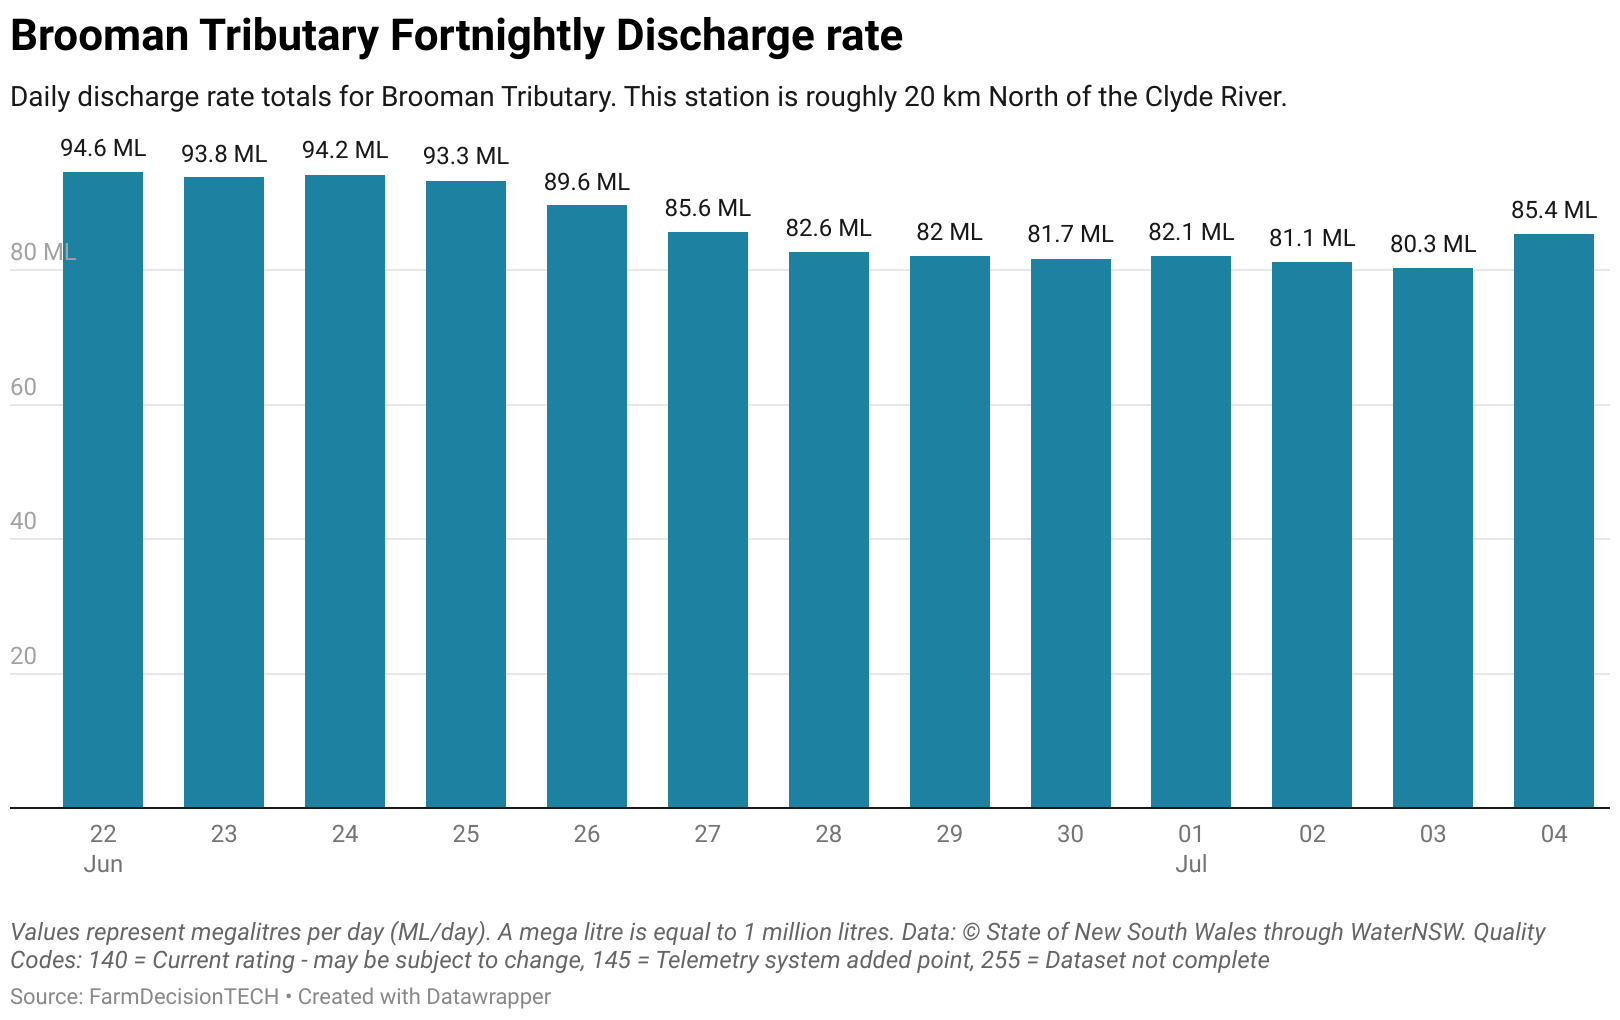 Brooman Tributary Fortnightly Discharge rate
Daily discharge rate totals for Brooman Tributary. This station is roughly 20 km North of the Clyde River.
94.6 ML 93.8 ML 94.2 ML 93.3 ML 89.6 ML 85.6 ML 82.6 ML 82 ML 81.7 ML 82.1 ML 81.1 ML 80.3 ML 85.4 ML
80 ML
60
40
20
22 23 24 25 26 27 28 29 30 01 02 03 04
Jun Jul
Values represent megalitres per day (ML/day). A mega litre is equal to 1 million litres. Data: © State of New South Wales through WaterNSW. Quality
Codes: 140 = Current rating - may be subject to change, 145 = Telemetry system added point, 255 = Dataset not complete
Source: FarmDecisionTECH • Created with Datawrapper